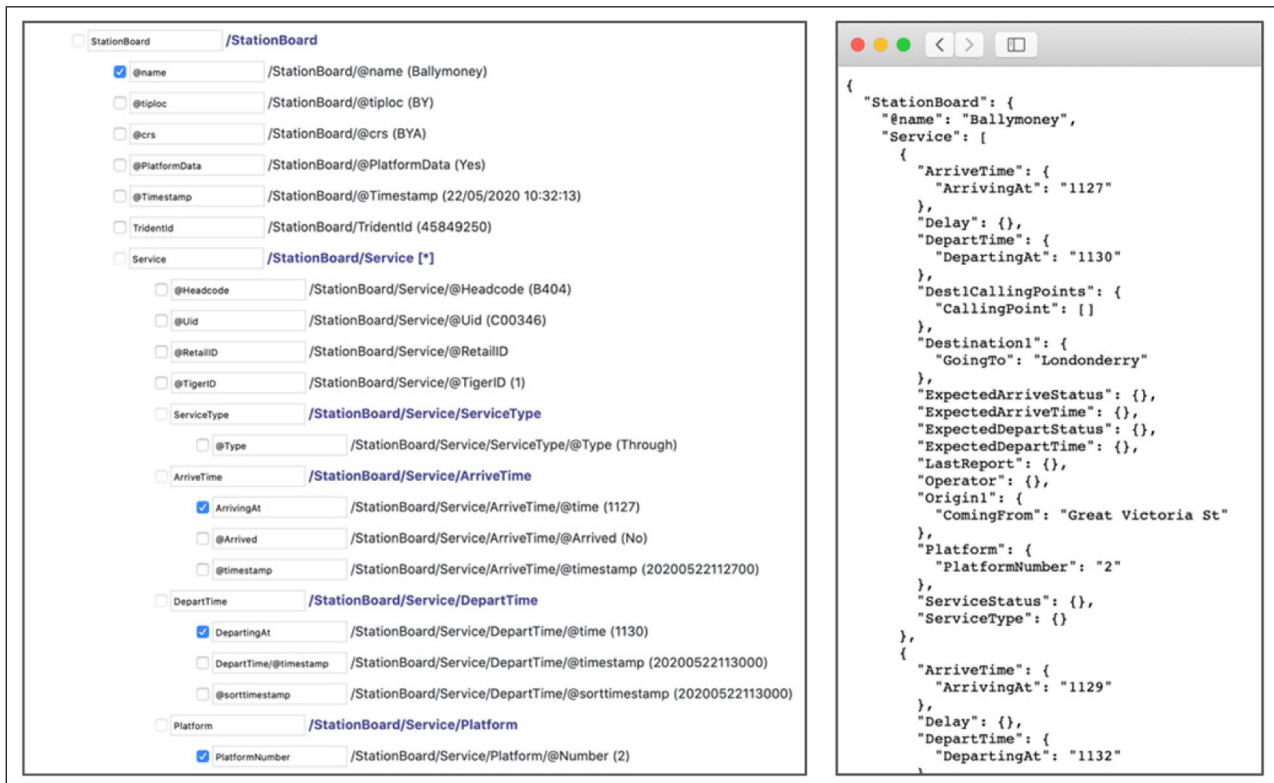 StationBoard /StationBoard
@name /StationBoard/@name (Ballymoney)
@tiploc /StationBoard/@tiploc (BY)
@crs /StationBoard/@crs (BYA)
@PlatformData /StationBoard/@PlatformData (Yes)
@Timestamp /StationBoard/@Timestamp (22/05/2020 10:32:13)
TridentId /StationBoard/TridentId (45849250)
Service /StationBoard/Service [*]
@Headcode /StationBoard/Service/@Headcode (B404)
@Uid /StationBoard/Service/@Uid (C00346)
@RetailID /StationBoard/Service/@RetailID
@TigerID /StationBoard/Service/@TigerID (1)
ServiceType /StationBoard/Service/ServiceType
@Type /StationBoard/Service/ServiceType/@Type (Through)
ArriveTime /StationBoard/Service/ArriveTime
ArrivingAt /StationBoard/Service/ArriveTime/@time (1127)
@Arrived /StationBoard/Service/ArriveTime/@Arrived (No)
@timestamp /StationBoard/Service/ArriveTime/@timestamp (20200522112700)
DepartTime /StationBoard/Service/DepartTime
DepartingAt /StationBoard/Service/DepartTime/@time (1130)
DepartTime/@timestamp /StationBoard/Service/DepartTime/@timestamp (20200522113000)
@sorttimestamp /StationBoard/Service/DepartTime/@sorttimestamp (20200522113000)
Platform /StationBoard/Service/Platform
PlatformNumber /StationBoard/Service/Platform/@Number (2)
{
"StationBoard": {
"@name": "Ballymoney",
"Service": [
{
"ArriveTime": {
"ArrivingAt": "1127"
},
"Delay": {},
"DepartTime": {
"DepartingAt": "1130"
},
"Dest1CallingPoints": {
"CallingPoint": []
},
"Destination1": {
"GoingTo": "Londonderry"
},
"ExpectedArriveStatus": {},
"ExpectedArriveTime": {},
"ExpectedDepartStatus": {},
"ExpectedDepartTime": {},
"LastReport": {},
"Operator": {},
"Origin1": {
"ComingFrom": "Great Victoria St"
},
"Platform": {
"PlatformNumber": "2"
},
"ServiceStatus": {},
"ServiceType": {}
},
{
"ArriveTime": {
"ArrivingAt": "1129"
},
"Delay": {},
"DepartTime": {
"DepartingAt": "1132"